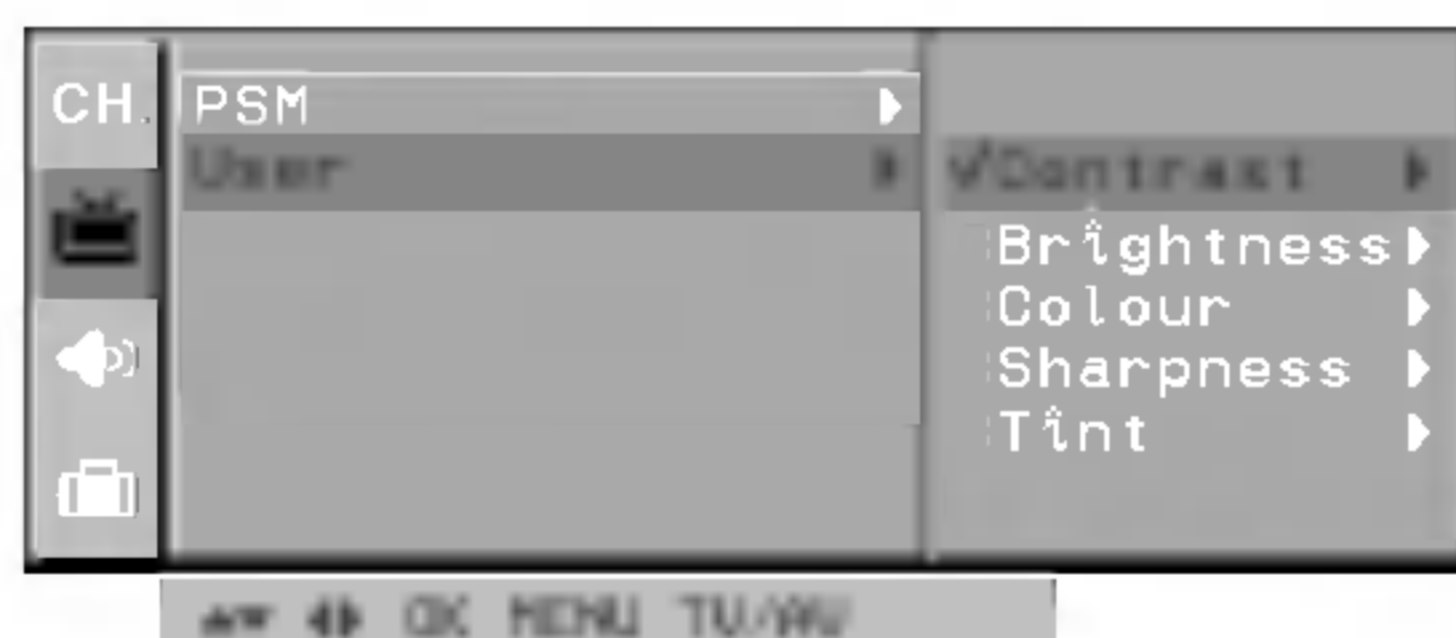 CH.
PSM ▶
User ▶
√Contrast ▶
Brightness ▶
Colour ▶
Sharpness ▶
Tint ▶
▲▼ ◀▶ OK MENU TV/AV